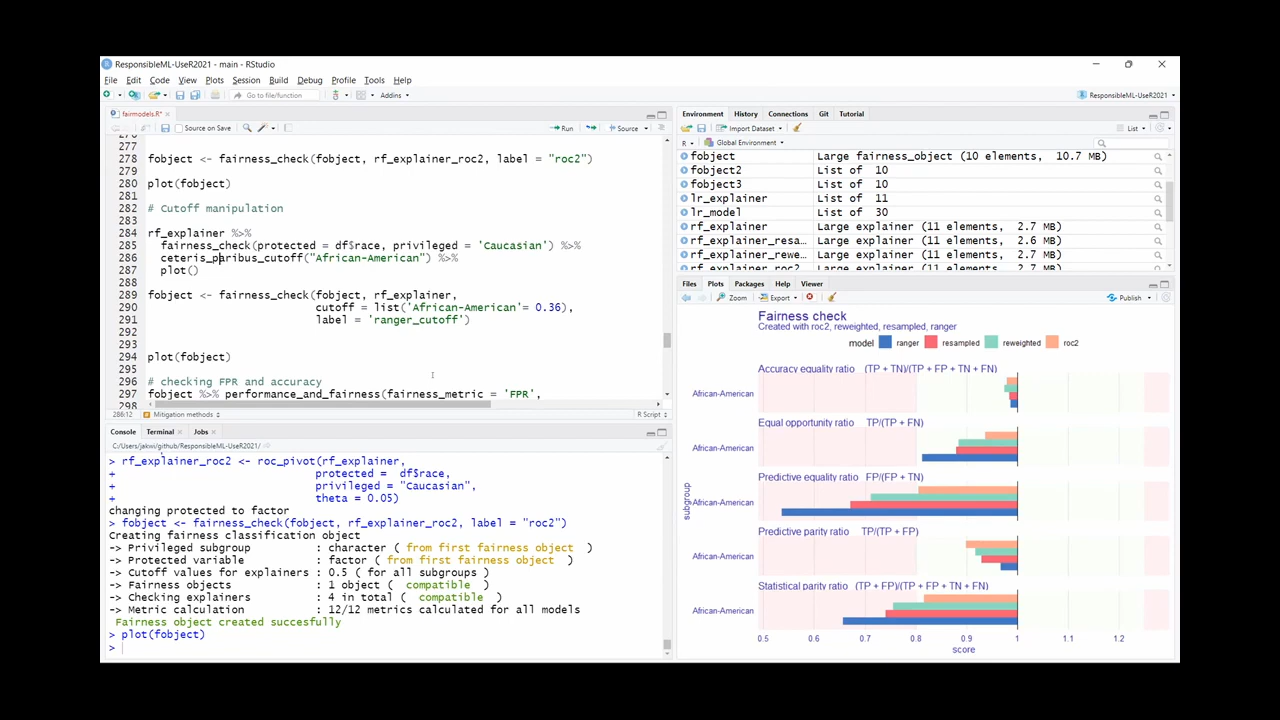 ResponsibleML-UseR2021 - main - RStudio
File Edit Code View Plots Session Build Debug Profile Tools Help
Go to file/function Addins ResponsibleML-UseR2021
fairmodels.R*
Source on Save Run Source
277
278 fobject <- fairness_check(fobject, rf_explainer_roc2, label = "roc2")
279
280 plot(fobject)
281
282 # Cutoff manipulation
283
284 rf_explainer %>%
285 fairness_check(protected = df$race, privileged = 'Caucasian') %>%
286 ceteris_paribus_cutoff("African-American") %>%
287 plot()
288
289 fobject <- fairness_check(fobject, rf_explainer,
290 cutoff = list('African-American'= 0.36),
291 label = 'ranger_cutoff')
292
293
294 plot(fobject)
295
296 # checking FPR and accuracy
297 fobject %>% performance_and_fairness(fairness_metric = 'FPR',
298
286:12 Mitigation methods R Script
Console Terminal Jobs
C:/Users/jakwi/github/ResponsibleML-UseR2021/
> rf_explainer_roc2 <- roc_pivot(rf_explainer,
+ protected = df$race,
+ privileged = "Caucasian",
+ theta = 0.05)
changing protected to factor
> fobject <- fairness_check(fobject, rf_explainer_roc2, label = "roc2")
Creating fairness classification object
-> Privileged subgroup : character ( from first fairness object )
-> Protected variable : factor ( from first fairness object )
-> Cutoff values for explainers : 0.5 ( for all subgroups )
-> Fairness objects : 1 object ( compatible )
-> Checking explainers : 4 in total ( compatible )
-> Metric calculation : 12/12 metrics calculated for all models
Fairness object created succesfully
> plot(fobject)
>
Environment History Connections Git Tutorial
Import Dataset List
R Global Environment
fobject Large fairness_object (10 elements, 10.7 MB)
fobject2 List of 10
fobject3 List of 10
lr_explainer List of 11
lr_model List of 30
rf_explainer Large explainer (11 elements, 2.7 MB)
rf_explainer_resa… Large explainer (11 elements, 2.6 MB)
rf_explainer_rewe… Large explainer (11 elements, 2.7 MB)
rf_explainer_roc2 Large explainer (11 elements, 2.7 MB)
Files Plots Packages Help Viewer
Zoom Export Publish
Fairness check
Created with roc2, reweighted, resampled, ranger
model ranger resampled reweighted roc2
Accuracy equality ratio (TP + TN)/(TP + FP + TN + FN)
African-American
Equal opportunity ratio TP/(TP + FN)
African-American
Predictive equality ratio FP/(FP + TN)
African-American
subgroup
Predictive parity ratio TP/(TP + FP)
African-American
Statistical parity ratio (TP + FP)/(TP + FP + TN + FN)
African-American
0.5 0.6 0.7 0.8 0.9 1 1.1 1.2
score